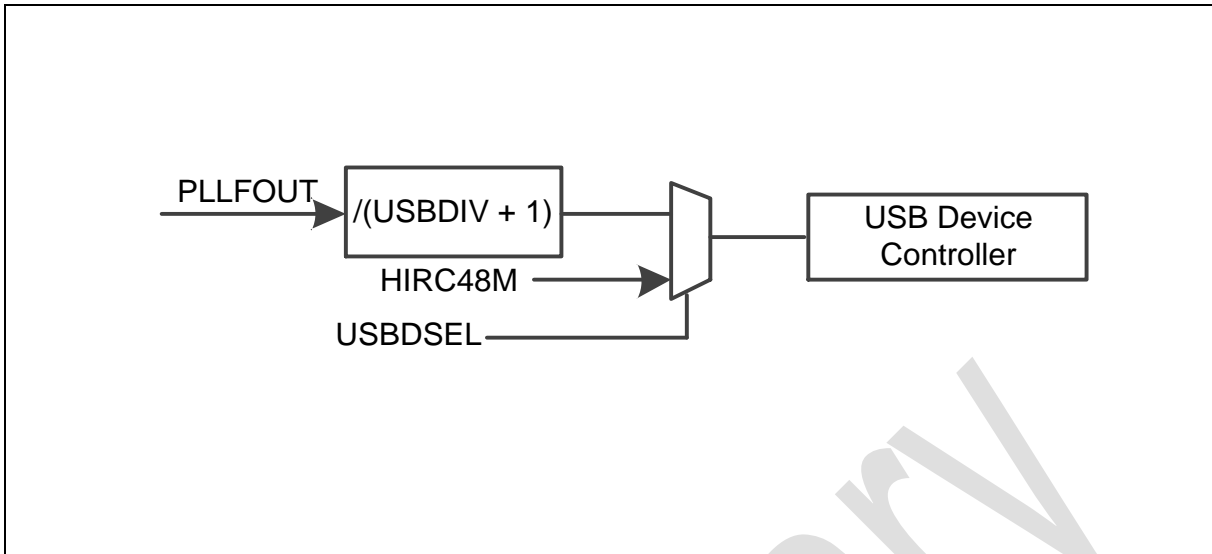 PLLFOUT
/(USBDIV + 1)
USB Device
Controller
HIRC48M
USBDSEL